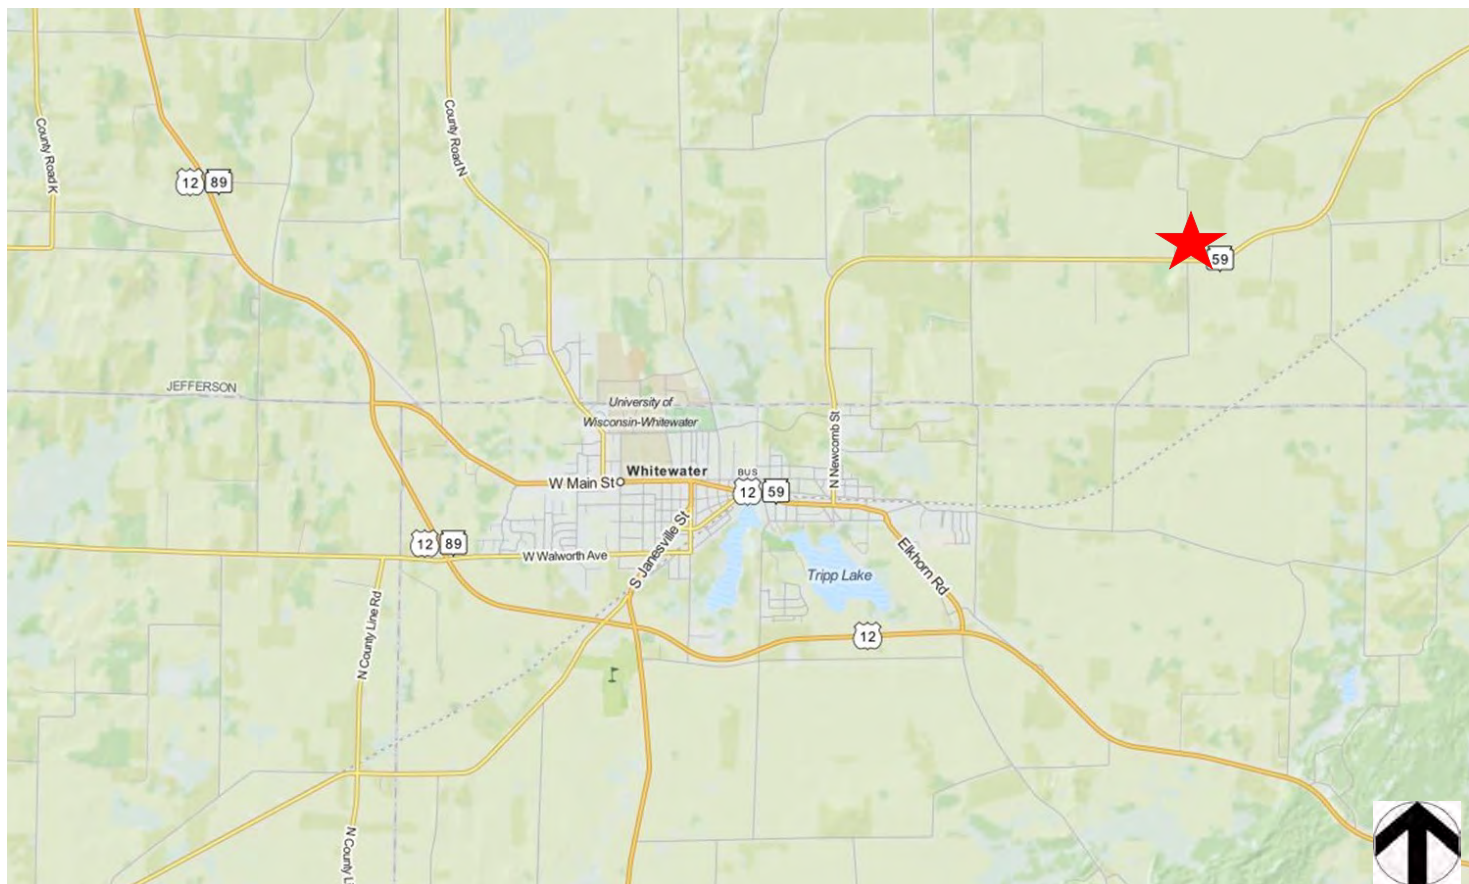 County Road K
County Road N
12
89
59
JEFFERSON
University of
Wisconsin-Whitewater
N Newcomb St
Whitewater
BUS
W Main St
12
59
12
89
W Walworth Ave
S Janesville St
Elkhorn Rd
Tripp Lake
N County Line Rd
12
N County Li